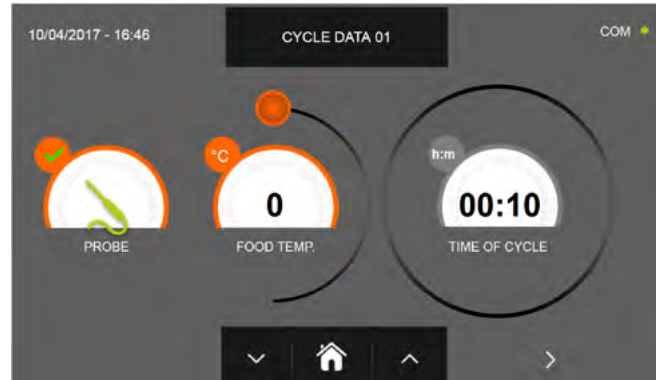 10/04/2017 - 16:46
CYCLE DATA 01
COM
°C
h:m
0
00:10
PROBE
FOOD TEMP.
TIME OF CYCLE